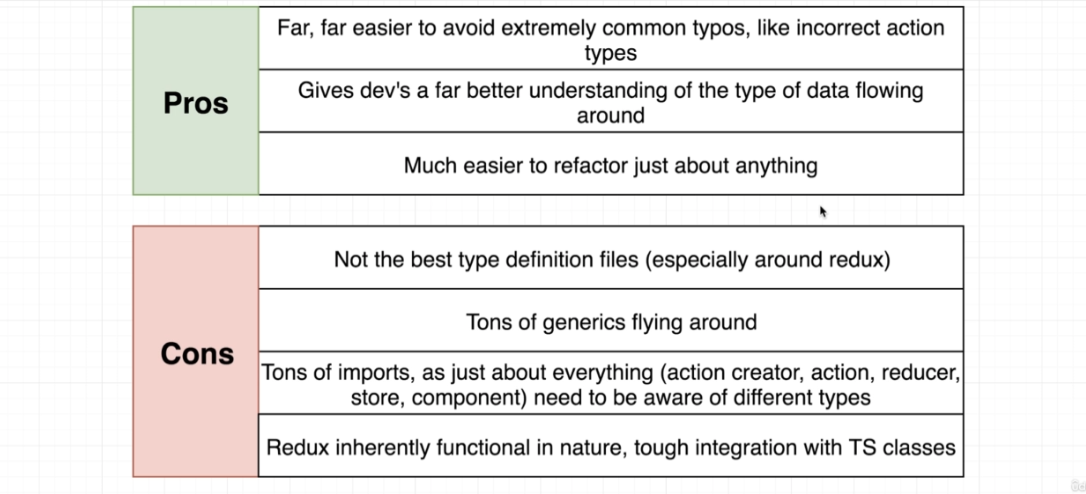 Pros
Far, far easier to avoid extremely common typos, like incorrect action
types
Gives dev's a far better understanding of the type of data flowing
around
Much easier to refactor just about anything
Cons
Not the best type definition files (especially around redux)
Tons of generics flying around
Tons of imports, as just about everything (action creator, action, reducer,
store, component) need to be aware of different types
Redux inherently functional in nature, tough integration with TS classes